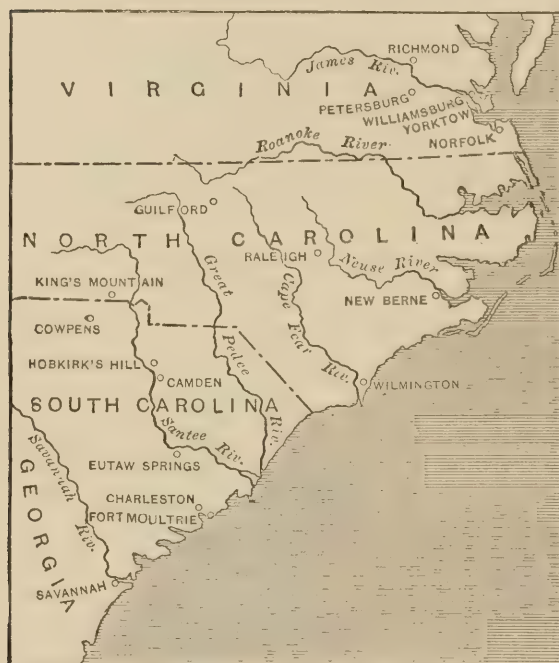 RICHMOND
James Riv.
VIRGINIA
PETERSBURG
WILLIAMSBURG
YORKTOWN
NORFOLK
Roanoke River
GUILFORD
NORTH CAROLINA
RALEIGH
Neuse River
Great Pedee Riv.
KING'S MOUNTAIN
Cape Fear Riv.
NEW BERNE
COWPENS
HOBKIRK'S HILL
CAMDEN
WILMINGTON
SOUTH CAROLINA
Santee Riv.
Savannah Riv.
EUTAW SPRINGS
GEORGIA
CHARLESTON
FORT MOULTRIE
SAVANNAH